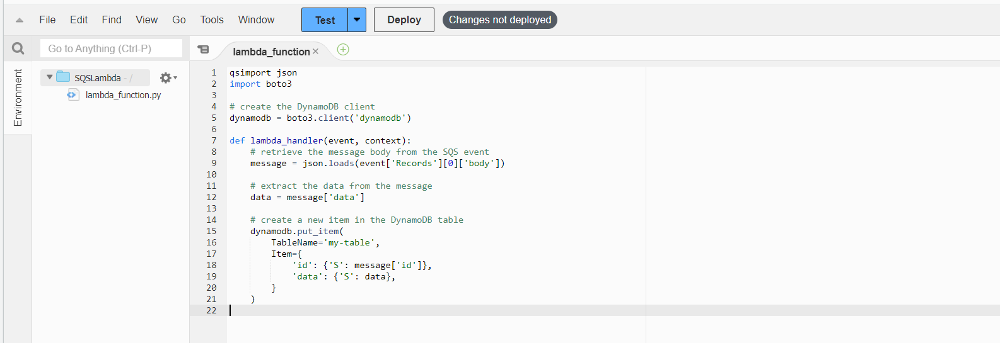 File Edit Find View Go Tools Window Test Deploy Changes not deployed
Go to Anything (Ctrl-P)
lambda_function
Environment
SQSLambda - /
lambda_function.py
1 qsimport json
2 import boto3
3
4 # create the DynamoDB client
5 dynamodb = boto3.client('dynamodb')
6
7 def lambda_handler(event, context):
8     # retrieve the message body from the SQS event
9     message = json.loads(event['Records'][0]['body'])
10
11     # extract the data from the message
12     data = message['data']
13
14     # create a new item in the DynamoDB table
15     dynamodb.put_item(
16         TableName='my-table',
17         Item={
18             'id': {'S': message['id']},
19             'data': {'S': data},
20         }
21     )
22